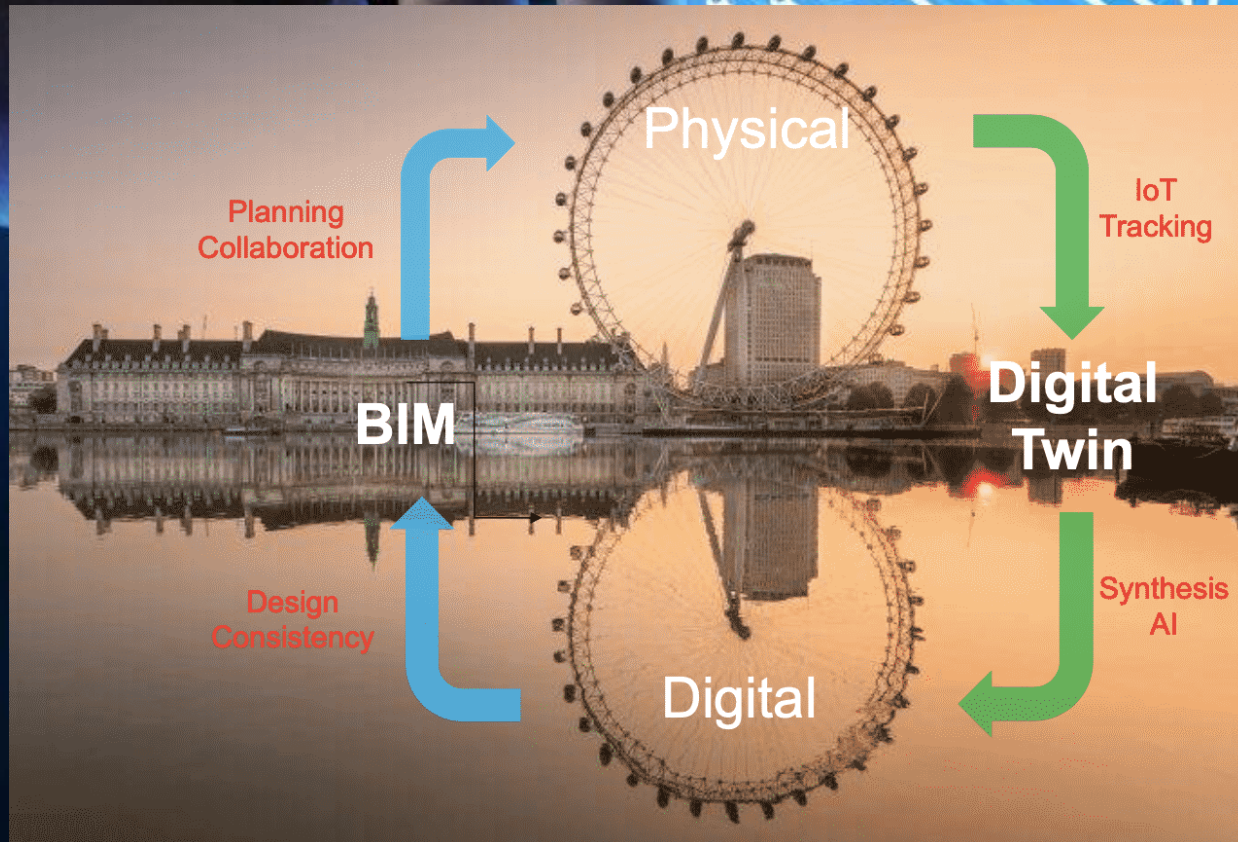 Physical
Planning
Collaboration
IoT
Tracking
BIM
Digital
Twin
Design
Consistency
Synthesis
AI
Digital